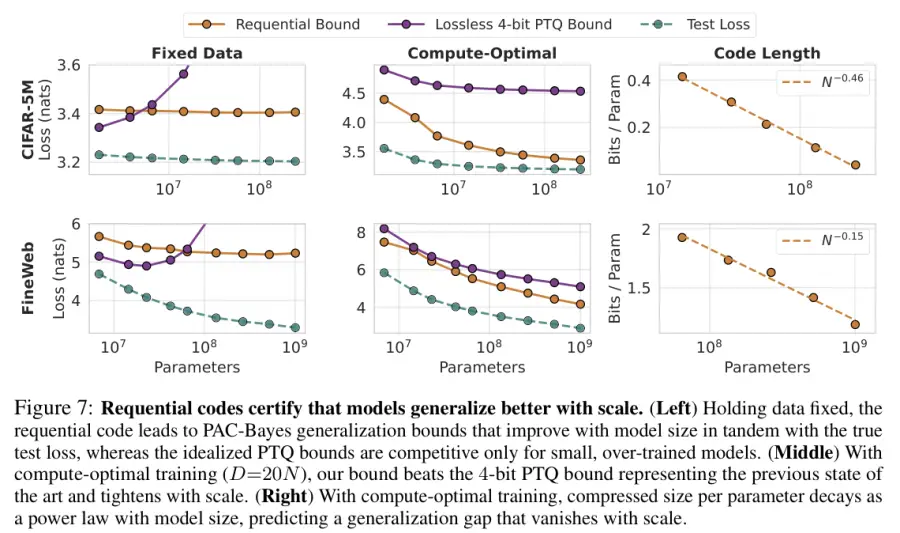 Requential Bound Lossless 4-bit PTQ Bound Test Loss
Fixed Data Compute-Optimal Code Length
CIFAR-5M
Loss (nats)
3.6
3.4
3.2
10⁷ 10⁸
4.5
4.0
3.5
10⁷ 10⁸
Bits / Param
0.4
0.2
N^−0.46
10⁷ 10⁸
FineWeb
Loss (nats)
6
5
4
10⁷ 10⁸ 10⁹
Parameters
8
6
4
10⁷ 10⁸ 10⁹
Parameters
Bits / Param
2
1.5
N^−0.15
10⁸ 10⁹
Parameters
Figure 7: Requential codes certify that models generalize better with scale. (Left) Holding data fixed, the
requential code leads to PAC-Bayes generalization bounds that improve with model size in tandem with the true
test loss, whereas the idealized PTQ bounds are competitive only for small, over-trained models. (Middle) With
compute-optimal training (D=20N), our bound beats the 4-bit PTQ bound representing the previous state of
the art and tightens with scale. (Right) With compute-optimal training, compressed size per parameter decays as
a power law with model size, predicting a generalization gap that vanishes with scale.